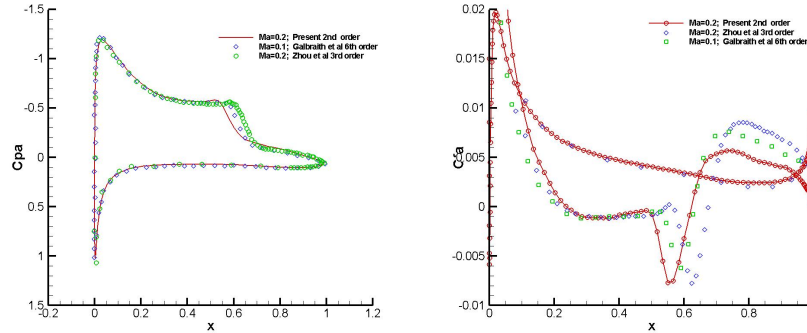 -1.5
-1
-0.5
0
0.5
1
1.5
Cpa
-0.2
0
0.2
0.4
0.6
0.8
1
1.2
x
Ma=0.2; Present 2nd order
Ma=0.1; Galbraith et al 6th order
Ma=0.2; Zhou et al 3rd order
0.02
0.015
0.01
0.005
0
-0.005
-0.01
Cpa
0
0.2
0.4
0.6
0.8
x
Ma=0.2; Present 2nd order
Ma=0.2; Zhou et al 3rd order
Ma=0.1; Galbraith et al 6th order